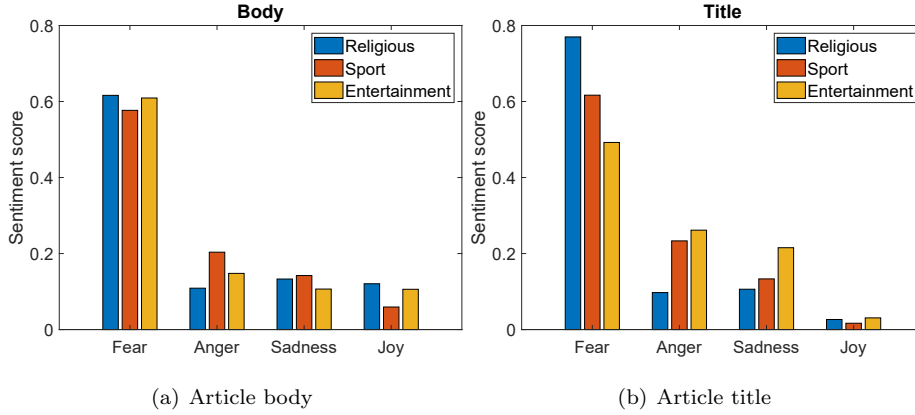 Body
0.8
0.6
0.4
0.2
0
Sentiment score
Religious
Sport
Entertainment
Fear Anger Sadness Joy
(a) Article body
Title
0.8
0.6
0.4
0.2
0
Sentiment score
Religious
Sport
Entertainment
Fear Anger Sadness Joy
(b) Article title